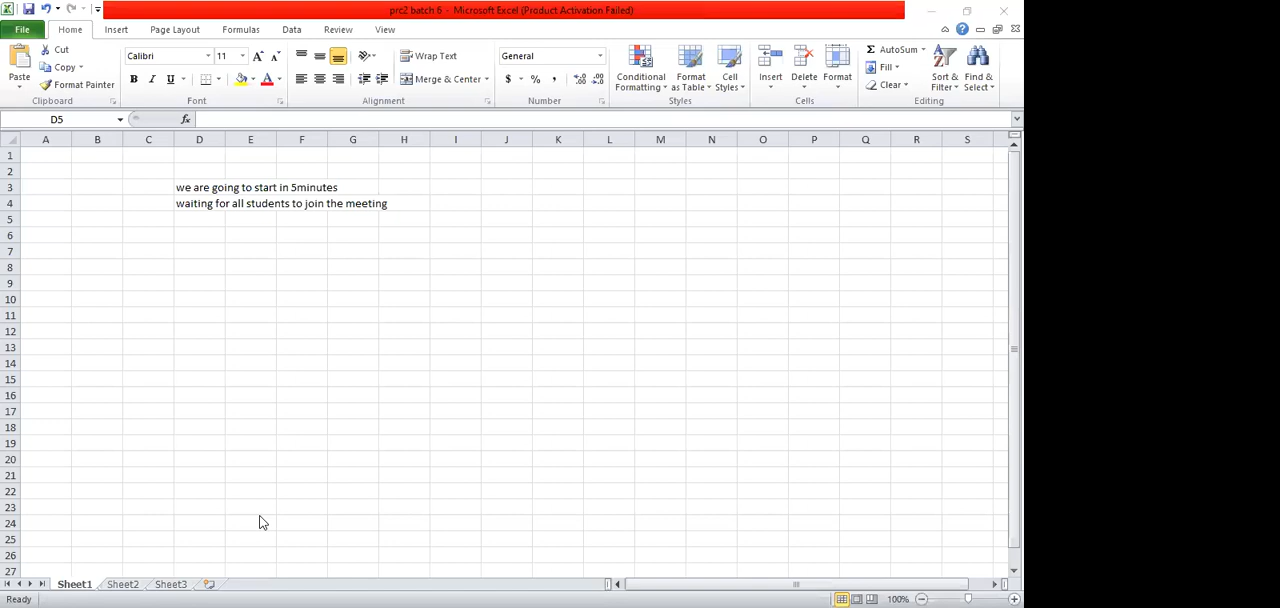 prc2 batch 6 - Microsoft Excel (Product Activation Failed)
File Home Insert Page Layout Formulas Data Review View
Cut
Copy
Format Painter
Paste
Clipboard
Calibri 11
B I U
Font
Wrap Text
Merge & Center
Alignment
General
$ % ,
Number
Conditional Formatting
Format as Table
Cell Styles
Styles
Insert Delete Format
Cells
AutoSum
Fill
Clear
Sort & Filter
Find & Select
Editing
D5 fx
A B C D E F G H I J K L M N O P Q R S
1
2
3 we are going to start in 5minutes
4 waiting for all students to join the meeting
5
6
7
8
9
10
11
12
13
14
15
16
17
18
19
20
21
22
23
24
25
26
27
Sheet1 Sheet2 Sheet3
Ready 100%